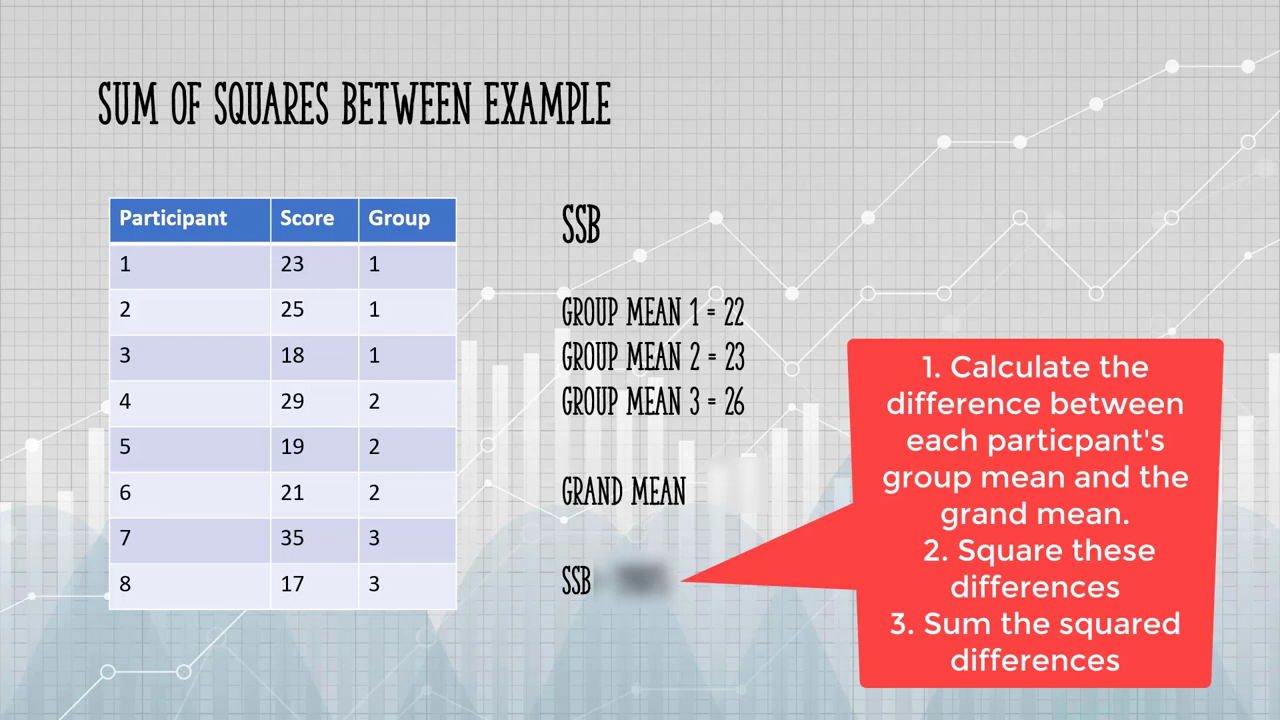 SUM OF SQUARES BETWEEN EXAMPLE
Participant Score Group
1 23 1
2 25 1
3 18 1
4 29 2
5 19 2
6 21 2
7 35 3
8 17 3
SSB
GROUP MEAN 1 = 22
GROUP MEAN 2 = 23
GROUP MEAN 3 = 26
GRAND MEAN
SSB
1. Calculate the
difference between
each particpant's
group mean and the
grand mean.
2. Square these
differences
3. Sum the squared
differences